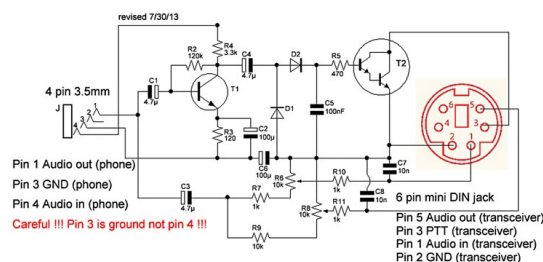 revised 7/30/13
R4
3.3k
C4
4.7µ
R2
120k
D2
R5
470
T2
C1
4.7µ
T1
4 pin 3.5mm
J
1
2
3
4
D1
C5
100nF
R3
120
C2
100µ
C6
100µ
6
5
4
3
2
1
Pin 1 Audio out (phone)
Pin 3 GND (phone)
Pin 4 Audio in (phone)
Careful !!! Pin 3 is ground not pin 4 !!!
C3
4.7µ
R7
1k
R6
10k
R10
1k
C7
10n
C8
10n
R9
10k
R8
10k
R11
1k
6 pin mini DIN jack
Pin 5 Audio out (transceiver)
Pin 3 PTT (transceiver)
Pin 1 Audio in (transceiver)
Pin 2 GND (transceiver)